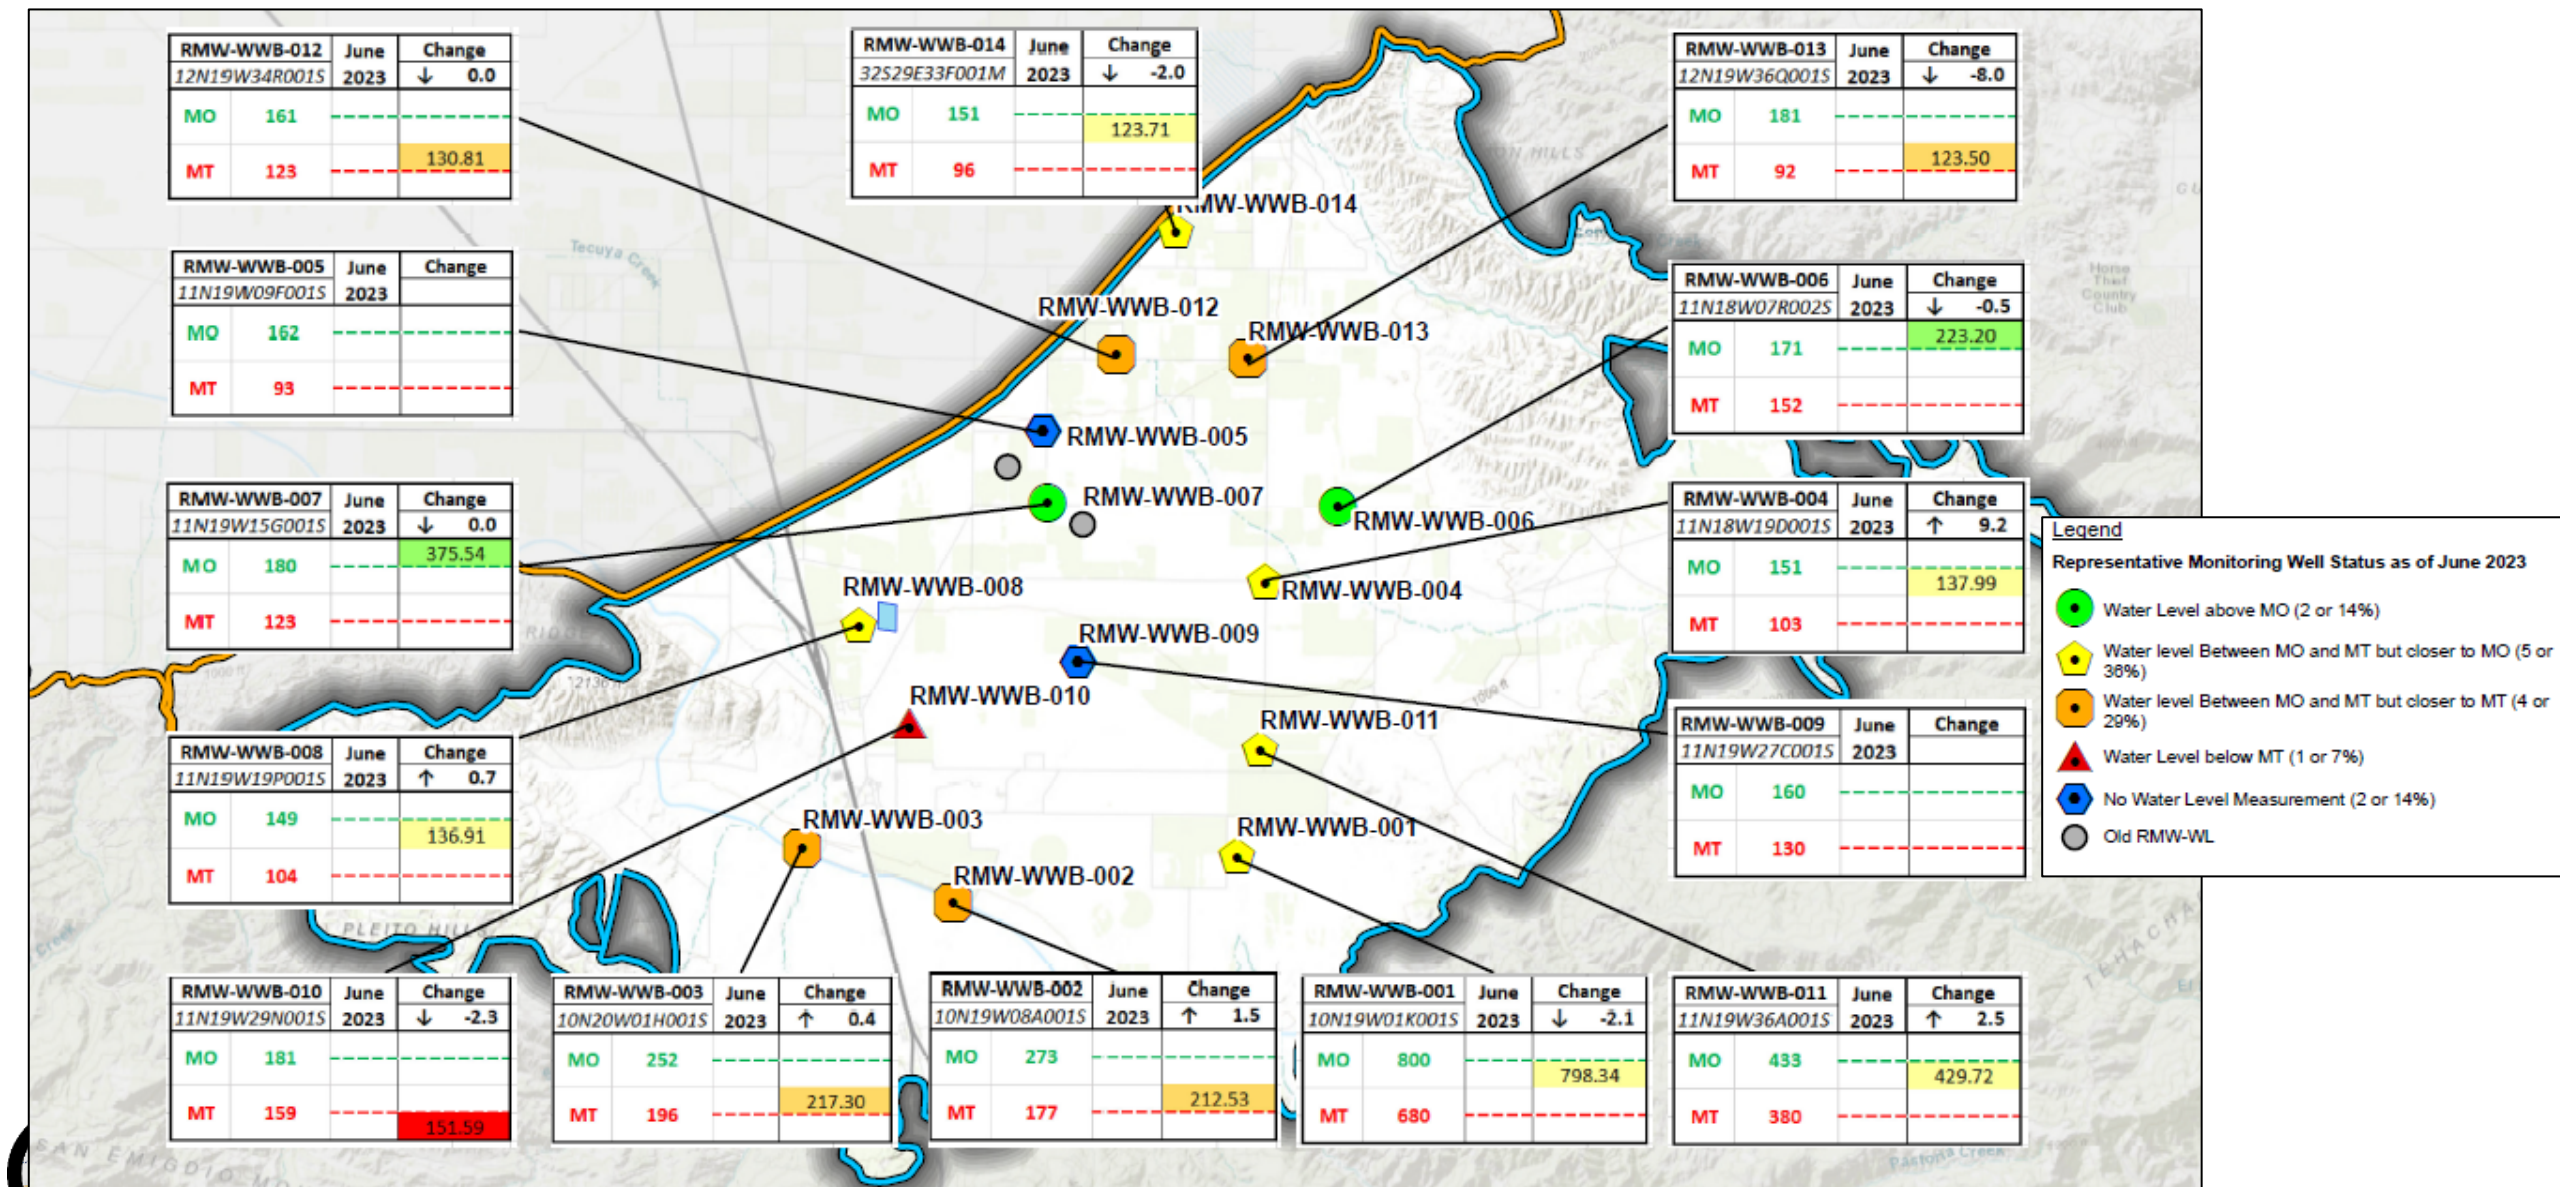 RMW-WWB-012 June Change
12N19W34R001S 2023 ↓ 0.0
MO 161
130.81
MT 123
RMW-WWB-014 June Change
32S29E33F001M 2023 ↓ -2.0
MO 151
123.71
MT 96
RMW-WWB-013 June Change
12N19W36Q001S 2023 ↓ -8.0
MO 181
123.50
MT 92
RMW-WWB-005 June Change
11N19W09F001S 2023
MO 162
MT 93
RMW-WWB-006 June Change
11N18W07R002S 2023 ↓ -0.5
223.20
MO 171
MT 152
RMW-WWB-007 June Change
11N19W15G001S 2023 ↓ 0.0
375.54
MO 180
MT 123
RMW-WWB-004 June Change
11N18W19D001S 2023 ↑ 9.2
MO 151
137.99
MT 103
RMW-WWB-008 June Change
11N19W19P001S 2023 ↑ 0.7
MO 149
136.91
MT 104
RMW-WWB-009 June Change
11N19W27C001S 2023
MO 160
MT 130
RMW-WWB-010 June Change
11N19W29N001S 2023 ↓ -2.3
MO 181
MT 159
151.59
RMW-WWB-003 June Change
10N20W01H001S 2023 ↑ 0.4
MO 252
217.30
MT 196
RMW-WWB-002 June Change
10N19W08A001S 2023 ↑ 1.5
MO 273
212.53
MT 177
RMW-WWB-001 June Change
10N19W01K001S 2023 ↓ -2.1
MO 800
798.34
MT 680
RMW-WWB-011 June Change
11N19W36A001S 2023 ↑ 2.5
MO 433
429.72
MT 380
RMW-WWB-014
RMW-WWB-012
RMW-WWB-013
RMW-WWB-005
RMW-WWB-007
RMW-WWB-006
RMW-WWB-008
RMW-WWB-004
RMW-WWB-009
RMW-WWB-010
RMW-WWB-011
RMW-WWB-003
RMW-WWB-001
RMW-WWB-002
Tecuya Creek
Horse
Thief
Country
Club
1000 ft
PLEITO HILLS
SAN EMIGDIO
Pastoria Creek
Legend
Representative Monitoring Well Status as of June 2023
Water Level above MO (2 or 14%)
Water level Between MO and MT but closer to MO (5 or
36%)
Water level Between MO and MT but closer to MT (4 or
29%)
Water Level below MT (1 or 7%)
No Water Level Measurement (2 or 14%)
Old RMW-WL